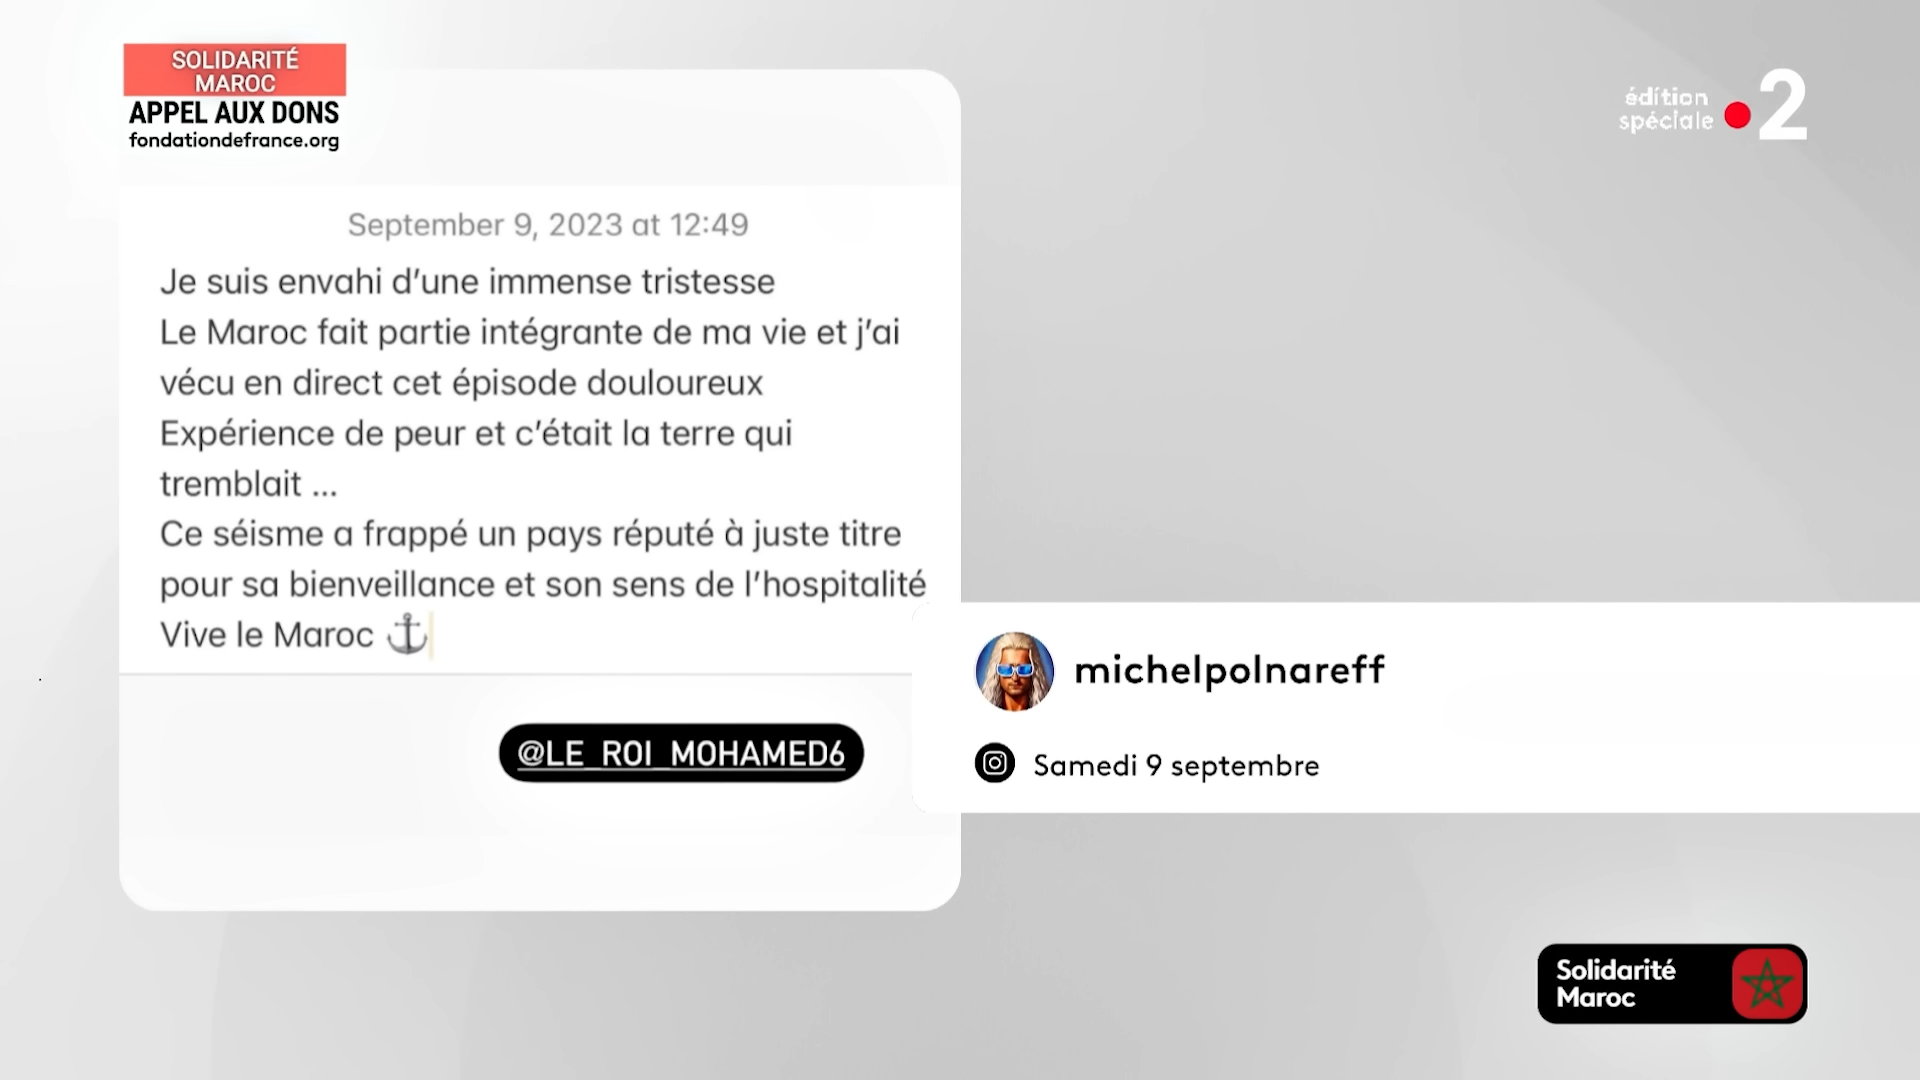 SOLIDARITÉ
MAROC
APPEL AUX DONS
fondationdefrance.org
édition
spéciale
2
September 9, 2023 at 12:49
Je suis envahi d’une immense tristesse
Le Maroc fait partie intégrante de ma vie et j’ai
vécu en direct cet épisode douloureux
Expérience de peur et c’était la terre qui
tremblait ...
Ce séisme a frappé un pays réputé à juste titre
pour sa bienveillance et son sens de l’hospitalité
Vive le Maroc ⚓
@LE_ROI_MOHAMED6
michelpolnareff
Samedi 9 septembre
Solidarité
Maroc